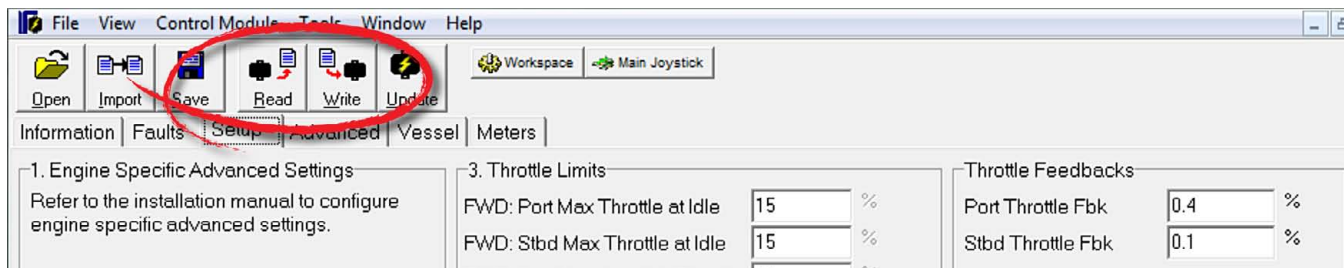 File View Control Module Tools Window Help
Workspace Main Joystick
Open Import Save Read Write Update
Information Faults Setup Advanced Vessel Meters
1. Engine Specific Advanced Settings
Refer to the installation manual to configure
engine specific advanced settings.
3. Throttle Limits
FWD: Port Max Throttle at Idle 15 %
FWD: Stbd Max Throttle at Idle 15 %
Throttle Feedbacks
Port Throttle Fbk 0.4 %
Stbd Throttle Fbk 0.1 %